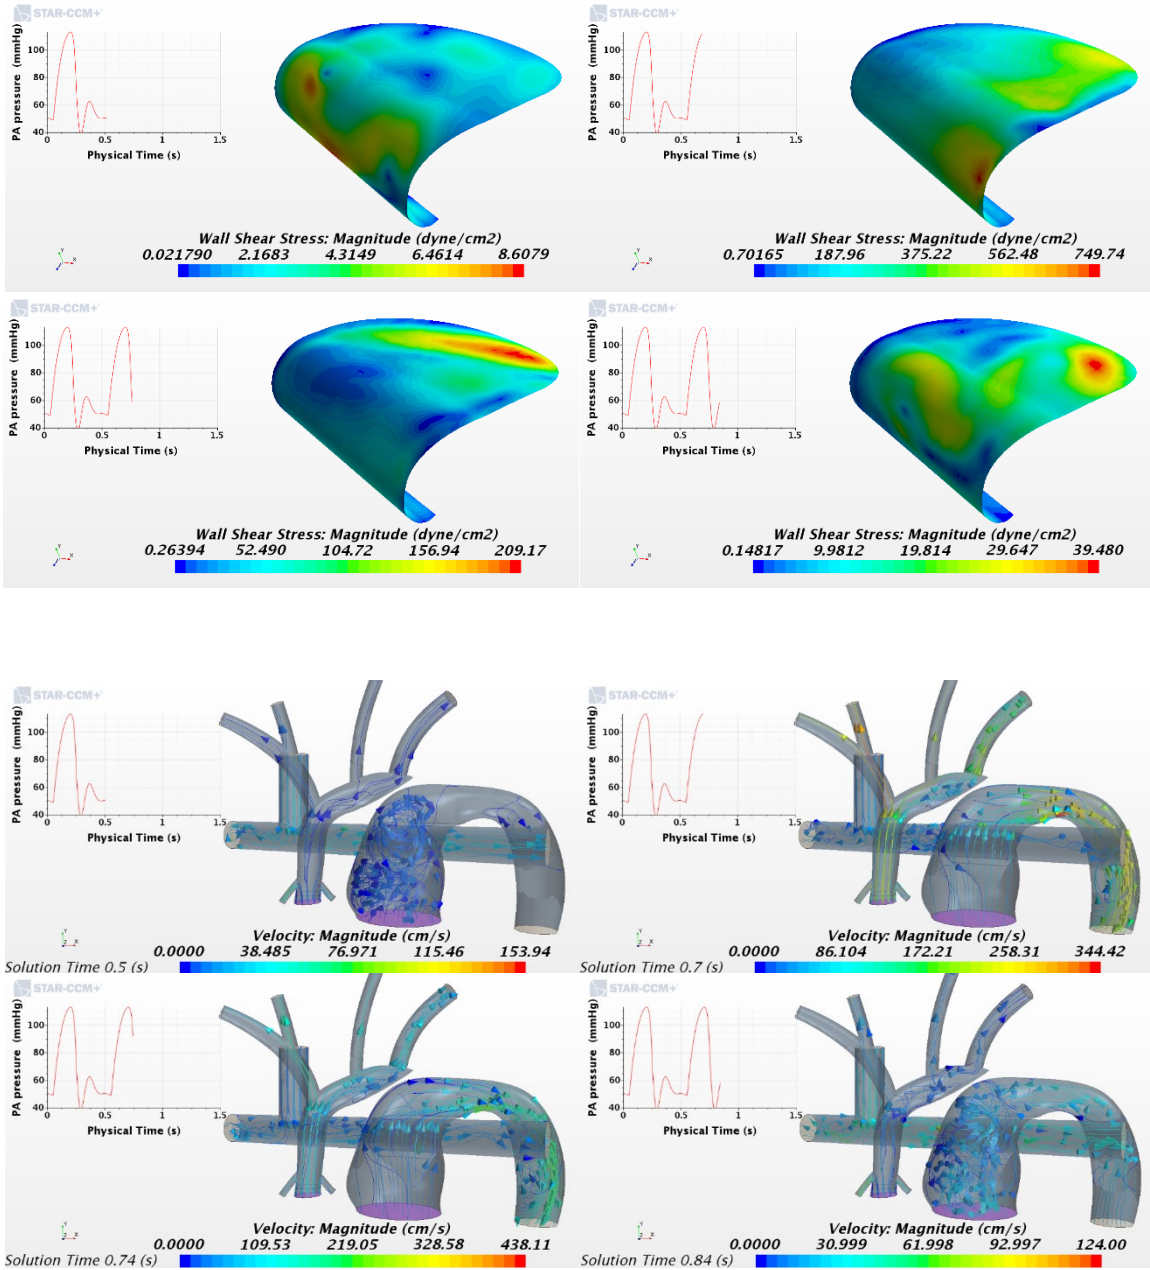 STAR-CCM+
PA pressure (mmHg)
100
80
60
40
0
0.5
1
1.5
Physical Time (s)
Wall Shear Stress: Magnitude (dyne/cm2)
0.021790 2.1683 4.3149 6.4614 8.6079
STAR-CCM+
PA pressure (mmHg)
100
80
60
40
0
0.5
1
1.5
Physical Time (s)
Wall Shear Stress: Magnitude (dyne/cm2)
0.70165 187.96 375.22 562.48 749.74
STAR-CCM+
PA pressure (mmHg)
100
80
60
40
0
0.5
1
1.5
Physical Time (s)
Wall Shear Stress: Magnitude (dyne/cm2)
0.26394 52.490 104.72 156.94 209.17
STAR-CCM+
PA pressure (mmHg)
100
80
60
40
0
0.5
1
1.5
Physical Time (s)
Wall Shear Stress: Magnitude (dyne/cm2)
0.14817 9.9812 19.814 29.647 39.480
STAR-CCM+
PA pressure (mmHg)
100
80
60
40
0
0.5
1
1.5
Physical Time (s)
Velocity: Magnitude (cm/s)
0.0000 38.485 76.971 115.46 153.94
Solution Time 0.5 (s)
STAR-CCM+
PA pressure (mmHg)
100
80
60
40
0
0.5
1
1.5
Physical Time (s)
Velocity: Magnitude (cm/s)
0.0000 86.104 172.21 258.31 344.42
Solution Time 0.7 (s)
STAR-CCM+
PA pressure (mmHg)
100
80
60
40
0
0.5
1
1.5
Physical Time (s)
Velocity: Magnitude (cm/s)
0.0000 109.53 219.05 328.58 438.11
Solution Time 0.74 (s)
STAR-CCM+
PA pressure (mmHg)
100
80
60
40
0
0.5
1
1.5
Physical Time (s)
Velocity: Magnitude (cm/s)
0.0000 30.999 61.998 92.997 124.00
Solution Time 0.84 (s)